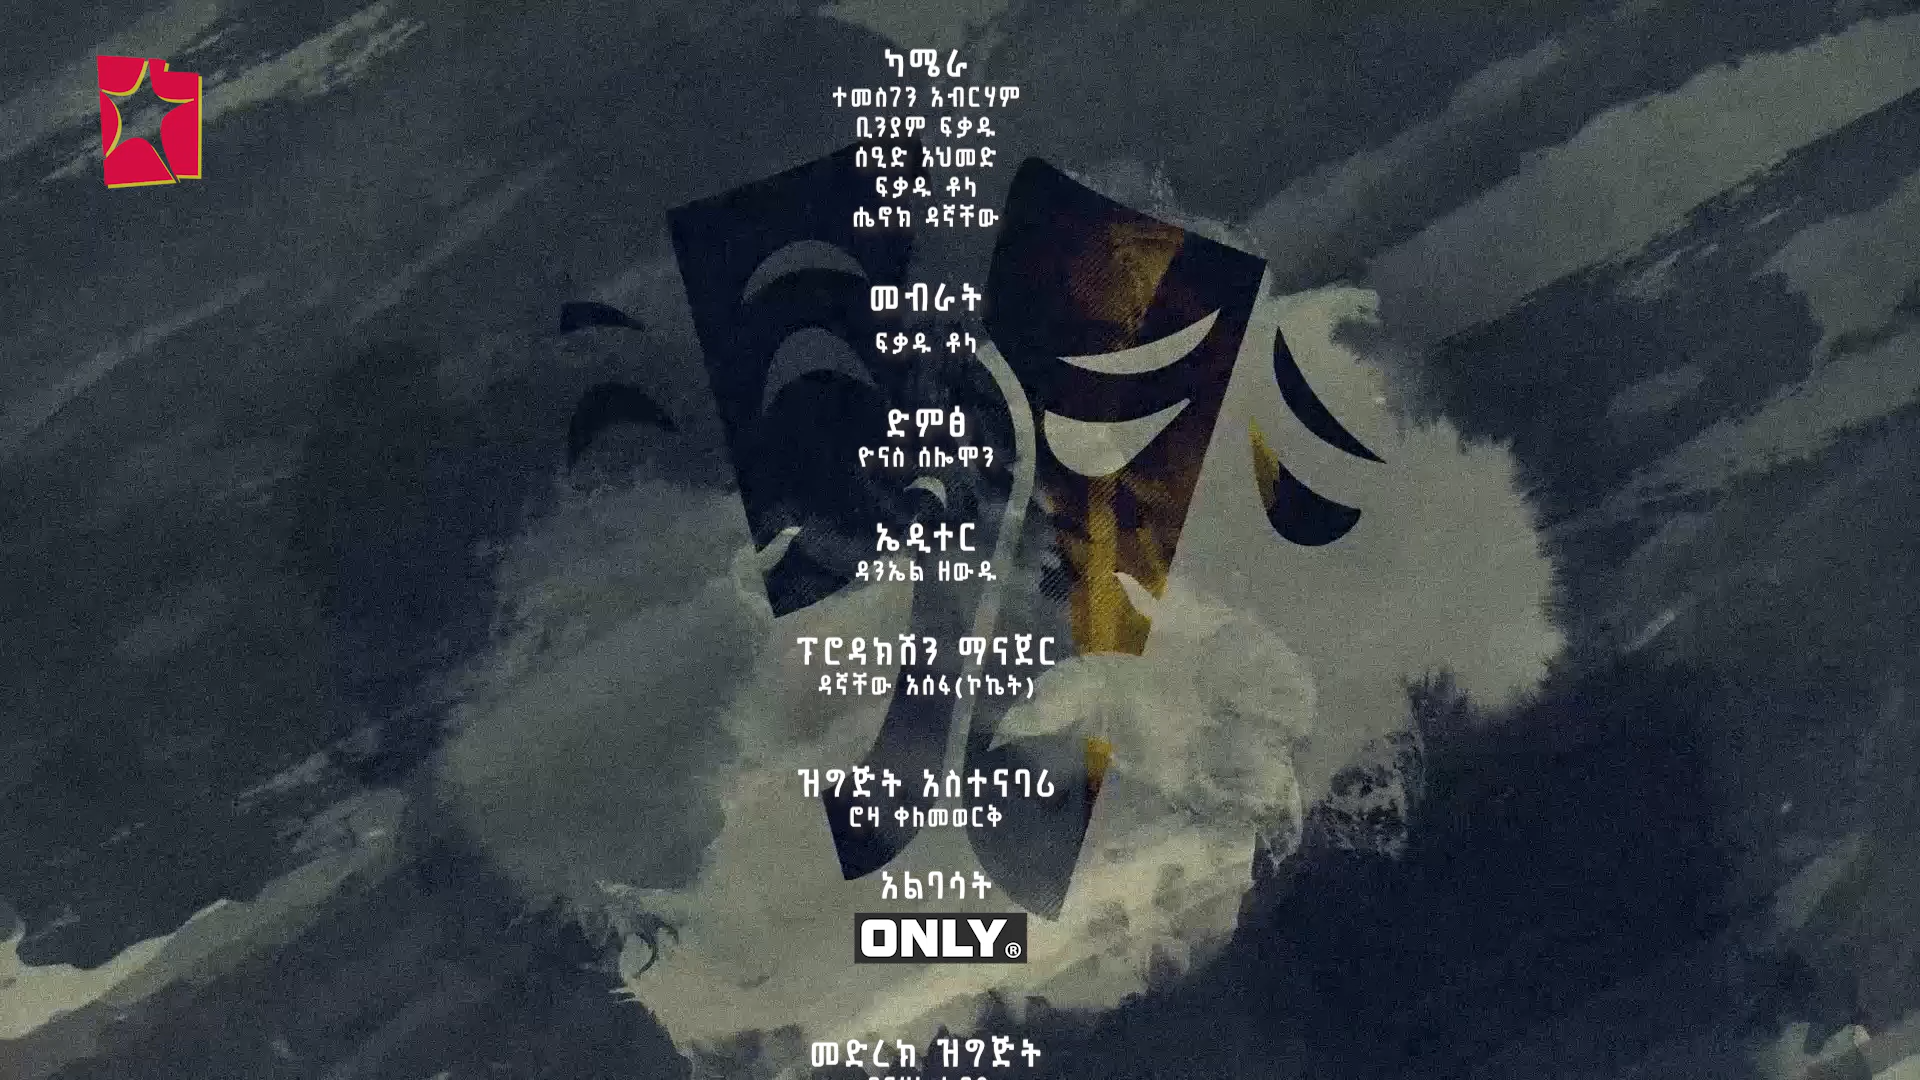 ካሜራ
ተመስገን አብርሃም
ቢንያም ፍቃዱ
ሰዒድ አህመድ
ፍቃዱ ቶላ
ሔኖክ ዳኛቸው
መብራት
ፍቃዱ ቶላ
ድምፅ
ዮናስ ሰሎሞን
ኤዲተር
ዳንኤል ዘውዱ
ፕሮዳክሽን ማናጀር
ዳኛቸው አሰፋ(ኮኬት)
ዝግጅት አስተናባሪ
ሮዛ ቀለመወርቅ
አልባሳት
ONLY®
መድረክ ዝግጅት